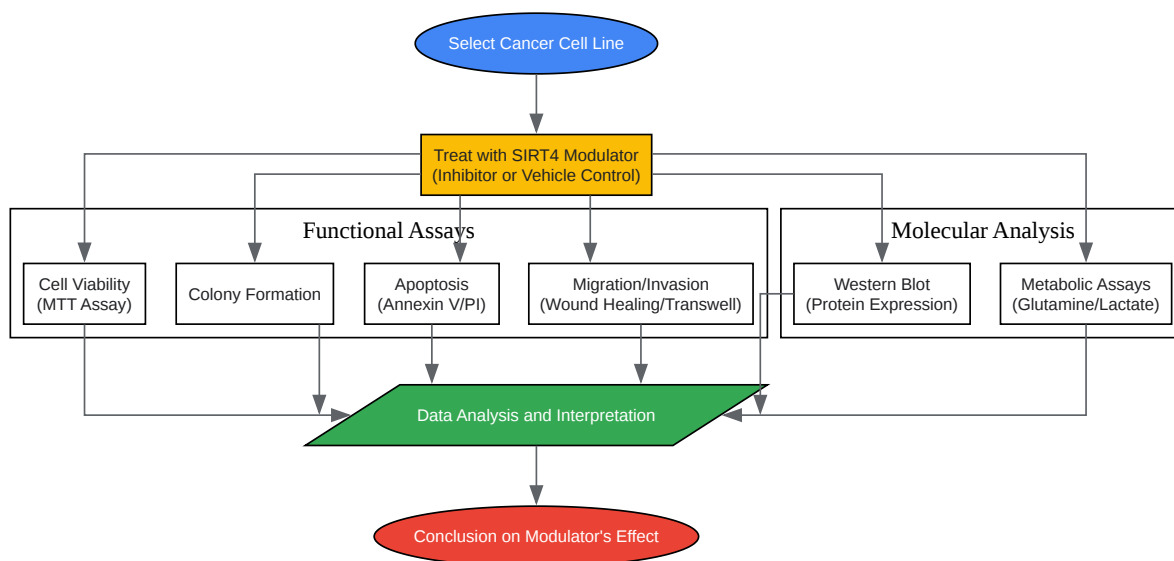 Select Cancer Cell Line
Treat with SIRT4 Modulator
(Inhibitor or Vehicle Control)
Functional Assays
Cell Viability
(MTT Assay)
Colony Formation
Apoptosis
(Annexin V/PI)
Migration/Invasion
(Wound Healing/Transwell)
Molecular Analysis
Western Blot
(Protein Expression)
Metabolic Assays
(Glutamine/Lactate)
Data Analysis and Interpretation
Conclusion on Modulator's Effect